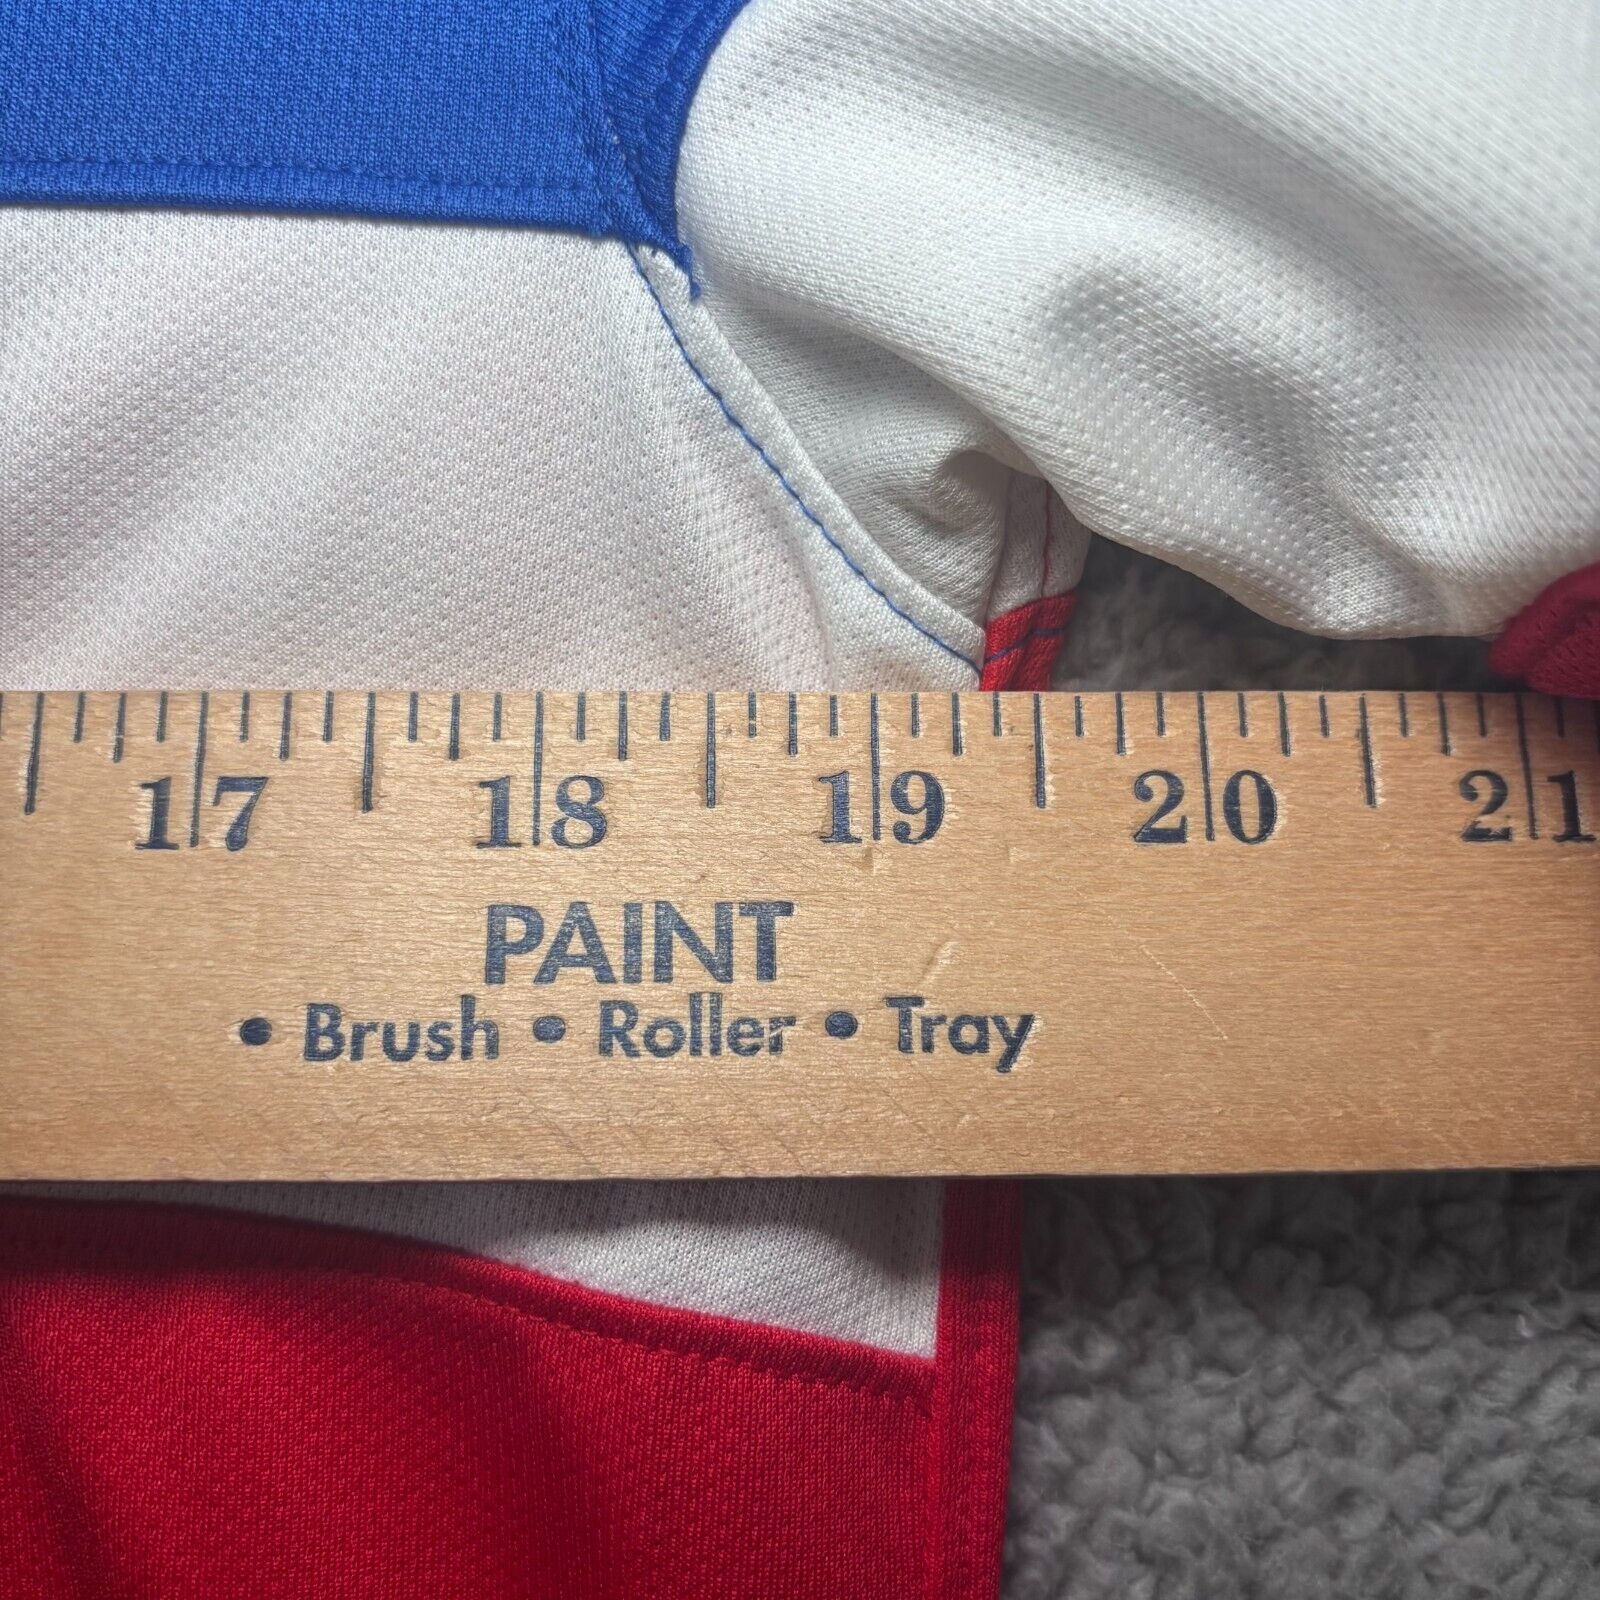 17 18 19 20 21
PAINT
• Brush • Roller • Tray